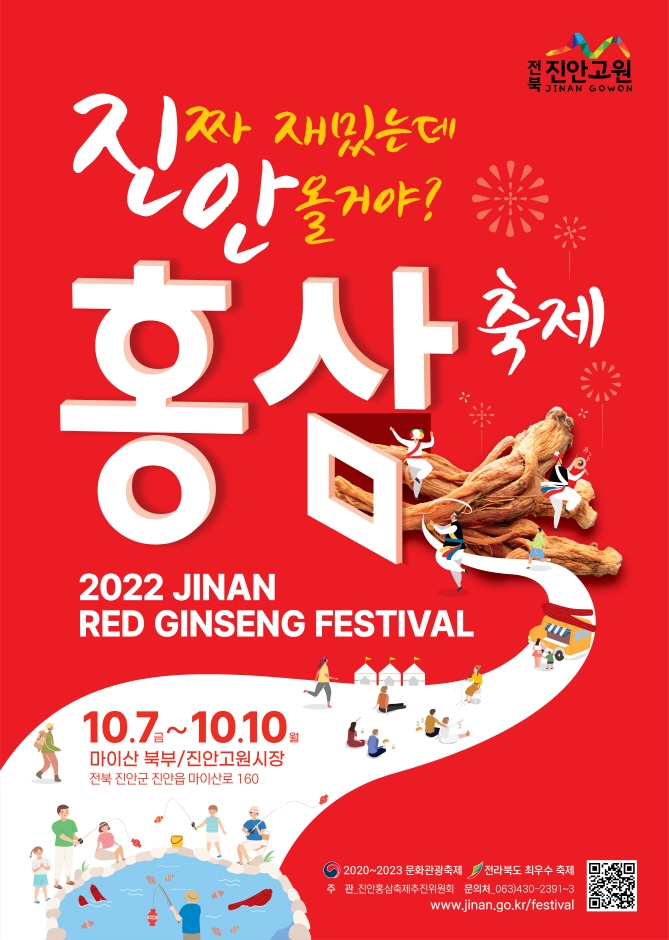 전북 진안고원
JINAN GOWON
진짜 재밌는데
안올거야?
홍삼 축제
2022 JINAN
RED GINSENG FESTIVAL
10.7금~10.10월
마이산 북부/진안고원시장
전북 진안군 진안읍 마이산로 160
2020~2023 문화관광축제 전라북도 최우수 축제
주 관_진안홍삼축제추진위원회 문의처_063)430-2391~3
www.jinan.go.kr/festival